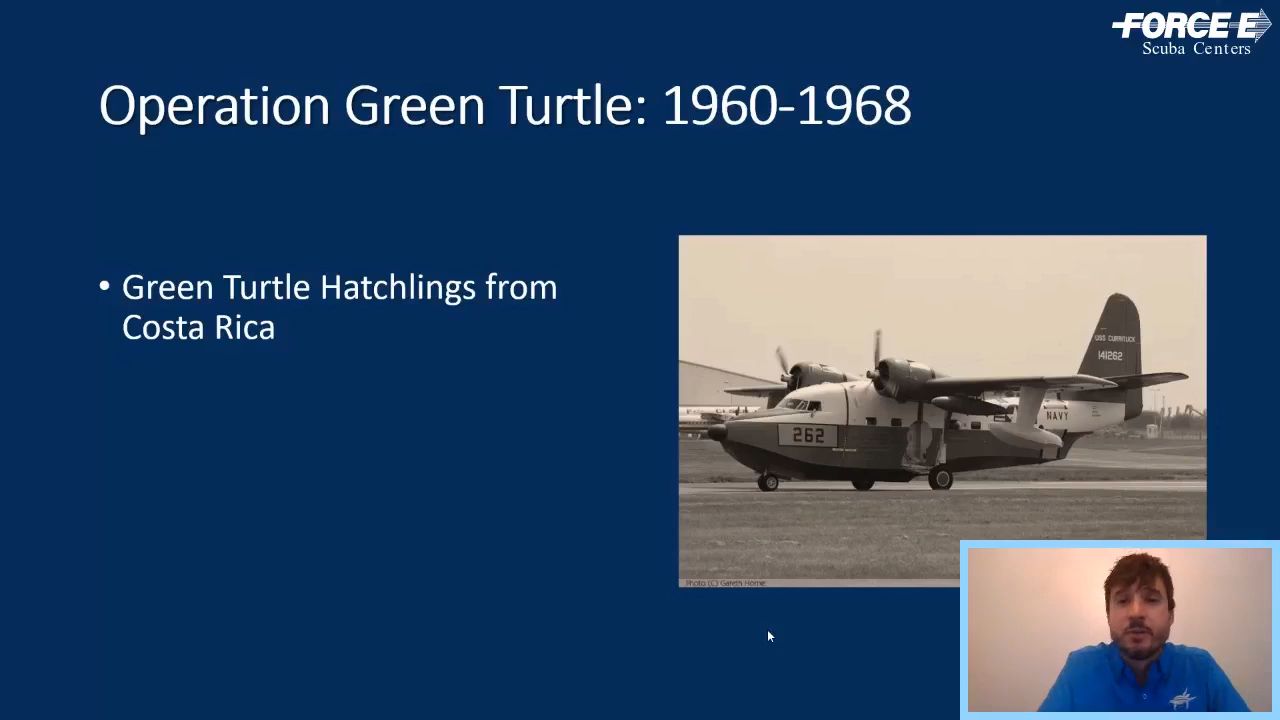 FORCE E
Scuba Centers
Operation Green Turtle: 1960-1968
• Green Turtle Hatchlings from
Costa Rica
USS CURRITUCK
141262
NAVY
262
Photo (C) Gareth Horne